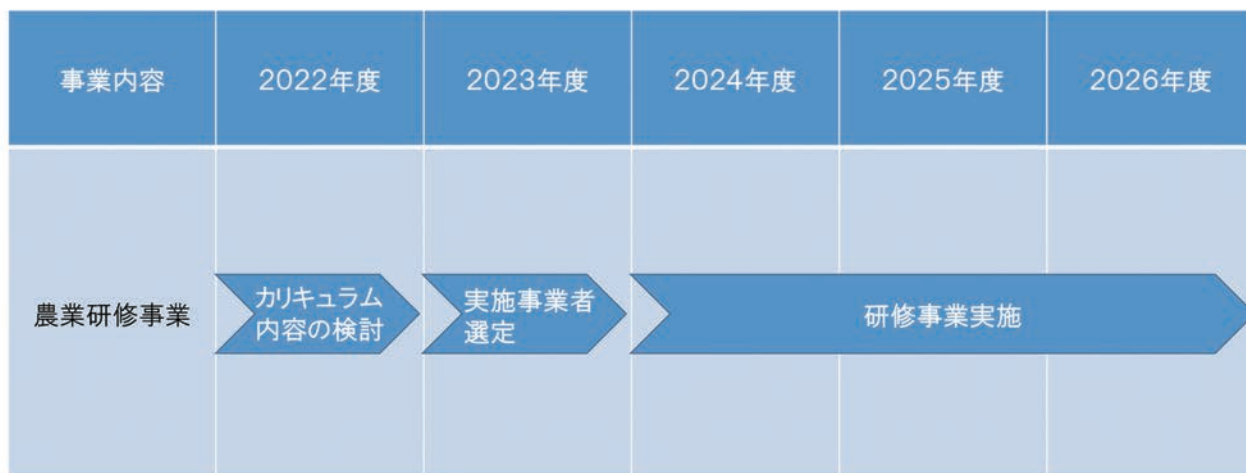 事業内容 2022年度 2023年度 2024年度 2025年度 2026年度
農業研修事業
カリキュラム
内容の検討
実施事業者
選定
研修事業実施